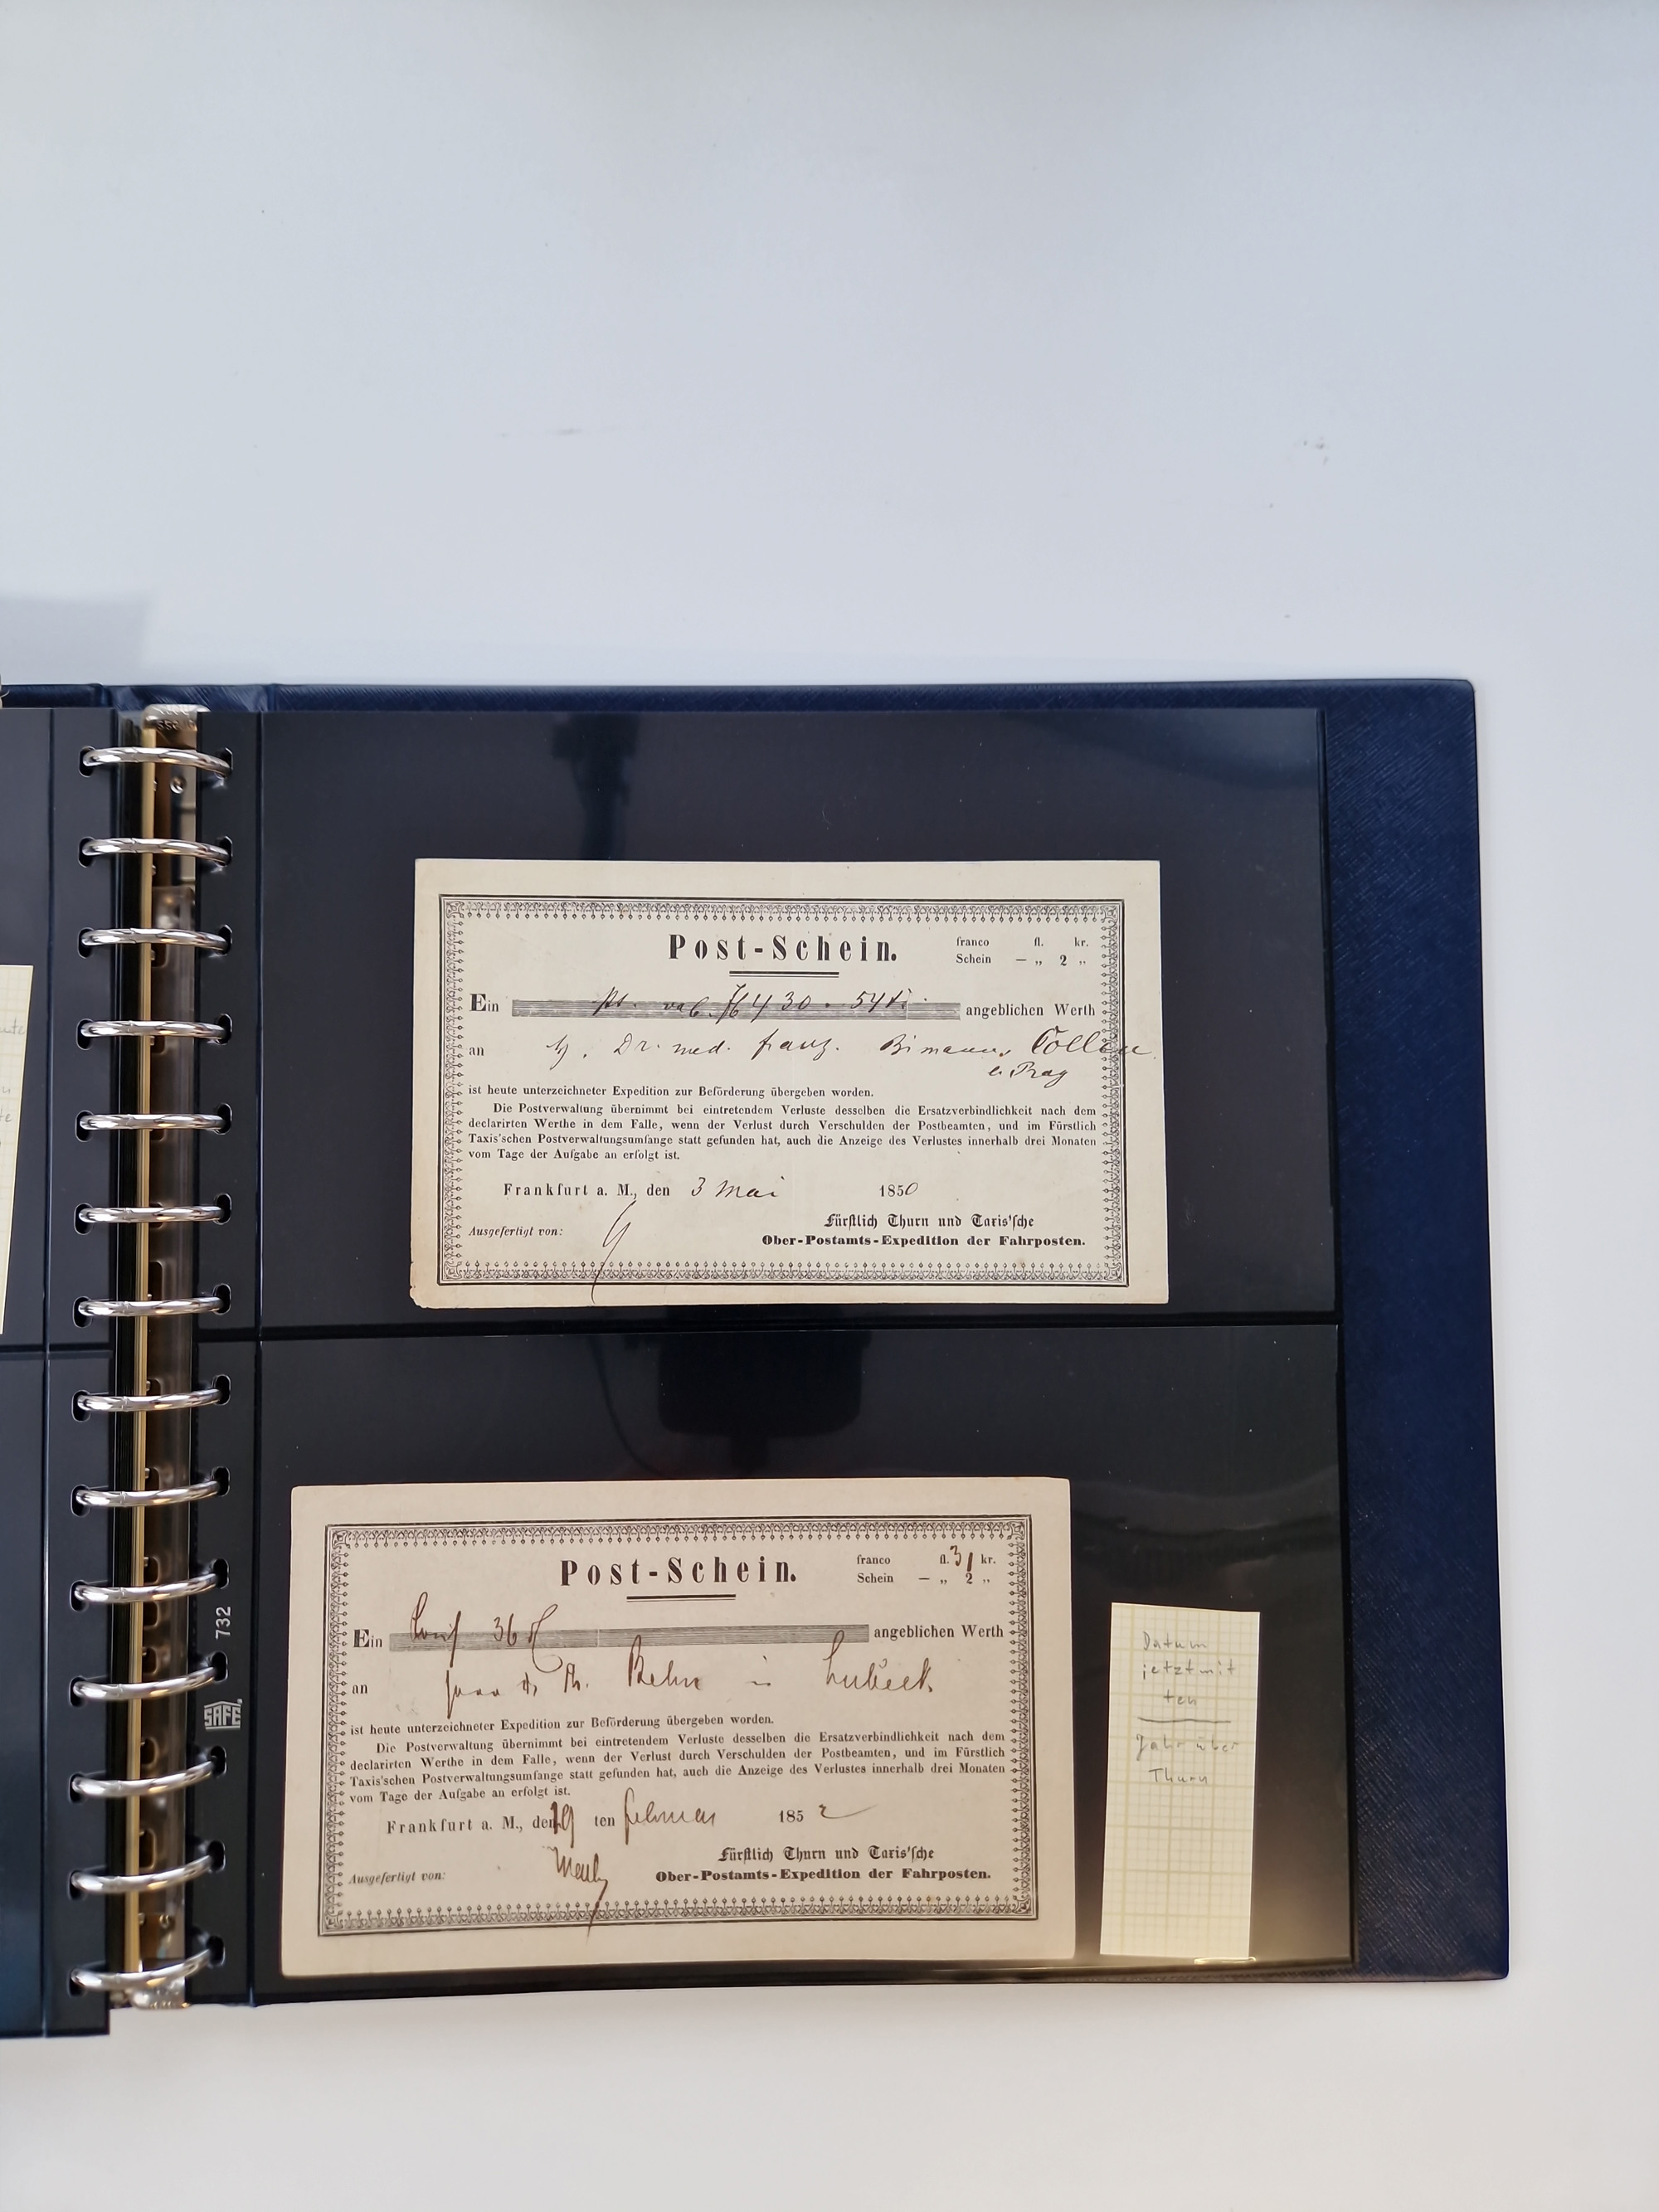 Post-Schein.
franco fl. kr.
Schein — „ 2 „
Ein 430 · 54 angeblichen Werth
an Dr. med. franz.
Prag
ist heute unterzeichneter Expedition zur Beförderung übergeben worden.
Die Postverwaltung übernimmt bei eintretendem Verluste desselben die Ersatzverbindlichkeit nach dem
declarirten Werthe in dem Falle, wenn der Verlust durch Verschulden der Postbeamten, und im Fürstlich
Taxis'schen Postverwaltungsumfange statt gefunden hat, auch die Anzeige des Verlustes innerhalb drei Monaten
vom Tage der Aufgabe an erfolgt ist.
Frankfurt a. M., den 3 Mai 1850
Fürstlich Thurn und Taxis'sche
Ausgefertigt von:
Ober-Postamts-Expedition der Fahrposten.
Post-Schein.
franco fl. 31 kr.
Schein — „ 2 „
Ein 36 angeblichen Werth
an Behn in Lübeck
ist heute unterzeichneter Expedition zur Beförderung übergeben worden.
Die Postverwaltung übernimmt bei eintretendem Verluste desselben die Ersatzverbindlichkeit nach dem
declarirten Werthe in dem Falle, wenn der Verlust durch Verschulden der Postbeamten, und im Fürstlich
Taxis'schen Postverwaltungsumfange statt gefunden hat, auch die Anzeige des Verlustes innerhalb drei Monaten
vom Tage der Aufgabe an erfolgt ist.
Frankfurt a. M., den 19 ten februar 1852
Fürstlich Thurn und Taxis'sche
Ausgefertigt von:
Ober-Postamts-Expedition der Fahrposten.
Datum
jetzt mit
ten
Jahr über
Thurn
732
SAFE